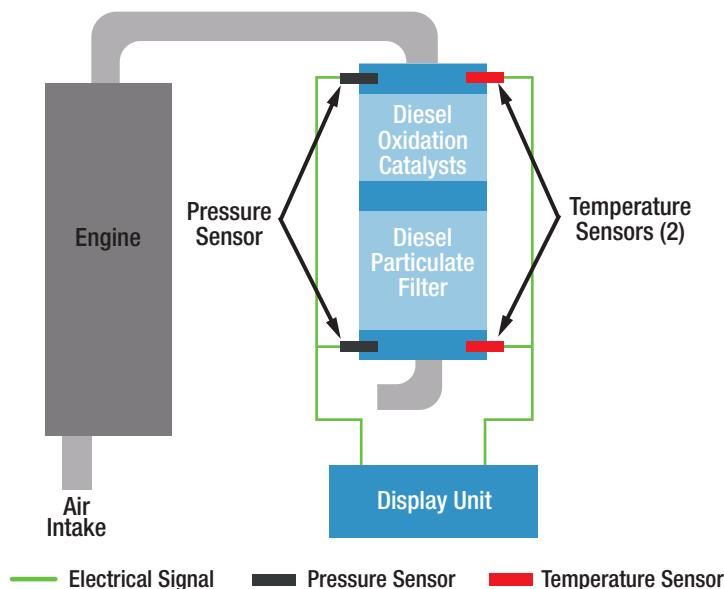 Diesel
Oxidation
Catalysts
Pressure
Sensor
Engine
Diesel
Particulate
Filter
Temperature
Sensors (2)
Air
Intake
Display Unit
Electrical Signal
Pressure Sensor
Temperature Sensor